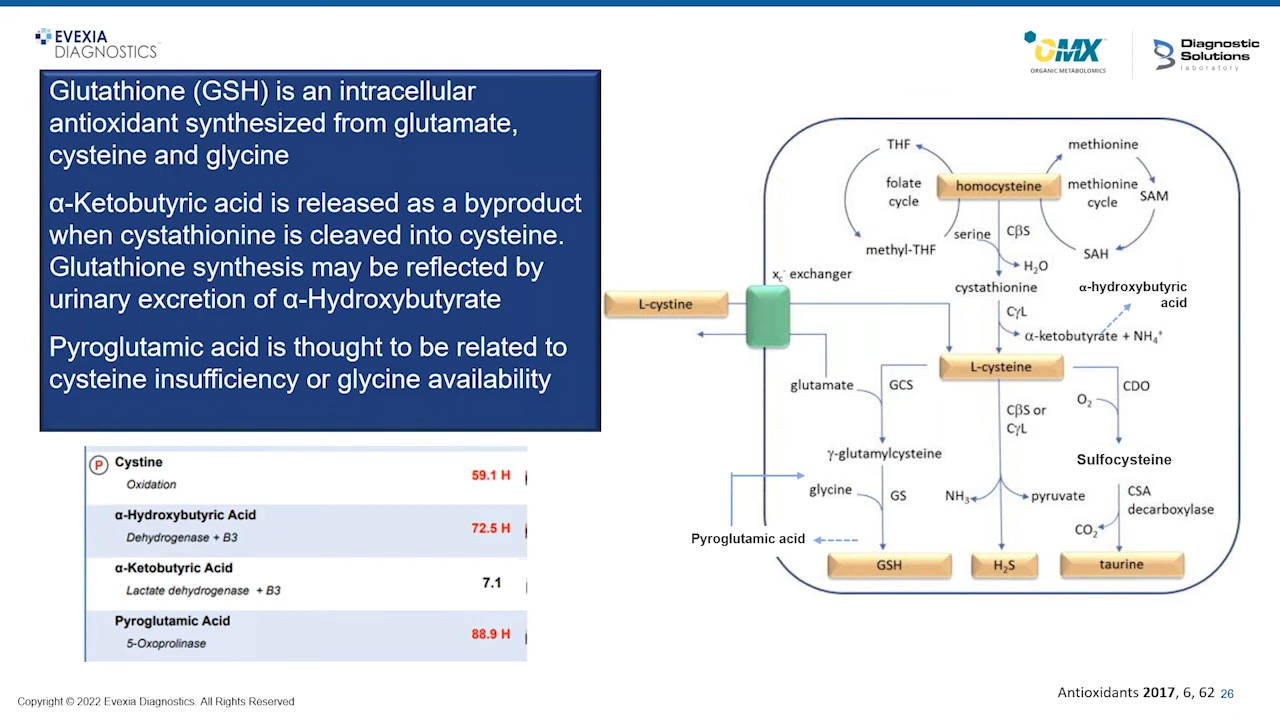 EVEXIA
DIAGNOSTICS
OMX
ORGANIC METABOLOMICS
Diagnostic
Solutions
laboratory
Glutathione (GSH) is an intracellular
antioxidant synthesized from glutamate,
cysteine and glycine
α-Ketobutyric acid is released as a byproduct
when cystathionine is cleaved into cysteine.
Glutathione synthesis may be reflected by
urinary excretion of α-Hydroxybutyrate
Pyroglutamic acid is thought to be related to
cysteine insufficiency or glycine availability
P Cystine 59.1 H
Oxidation
α-Hydroxybutyric Acid 72.5 H
Dehydrogenase + B3
α-Ketobutyric Acid 7.1
Lactate dehydrogenase + B3
Pyroglutamic Acid 88.9 H
5-Oxoprolinase
THF
methionine
folate
cycle
homocysteine
methionine
cycle
SAM
methyl-THF
serine
CβS
H₂O
SAH
xc⁻ exchanger
cystathionine
α-hydroxybutyric
acid
L-cystine
CγL
α-ketobutyrate + NH₄⁺
L-cysteine
glutamate
GCS
CβS or
CγL
O₂
CDO
γ-glutamylcysteine
Sulfocysteine
glycine
GS
NH₃
pyruvate
CSA
decarboxylase
CO₂
Pyroglutamic acid
GSH
H₂S
taurine
Copyright © 2022 Evexia Diagnostics. All Rights Reserved
Antioxidants 2017, 6, 62 26